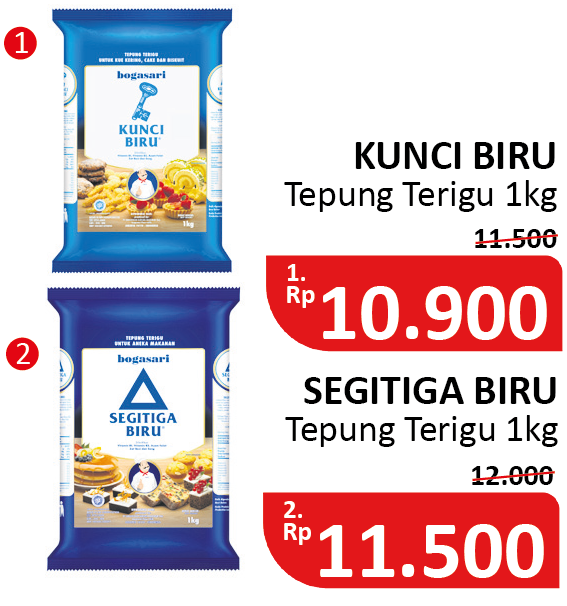 1
TEPUNG TERIGU
UNTUK KUE KERING, CAKE DAN BISKUIT
bogasari
KUNCI
BIRU
1kg
KUNCI BIRU
Tepung Terigu 1kg
11.500
1.
Rp 10.900
2
TEPUNG TERIGU
UNTUK ANEKA MAKANAN
bogasari
SEGITIGA
BIRU
1kg
SEGITIGA BIRU
Tepung Terigu 1kg
12.000
2.
Rp 11.500